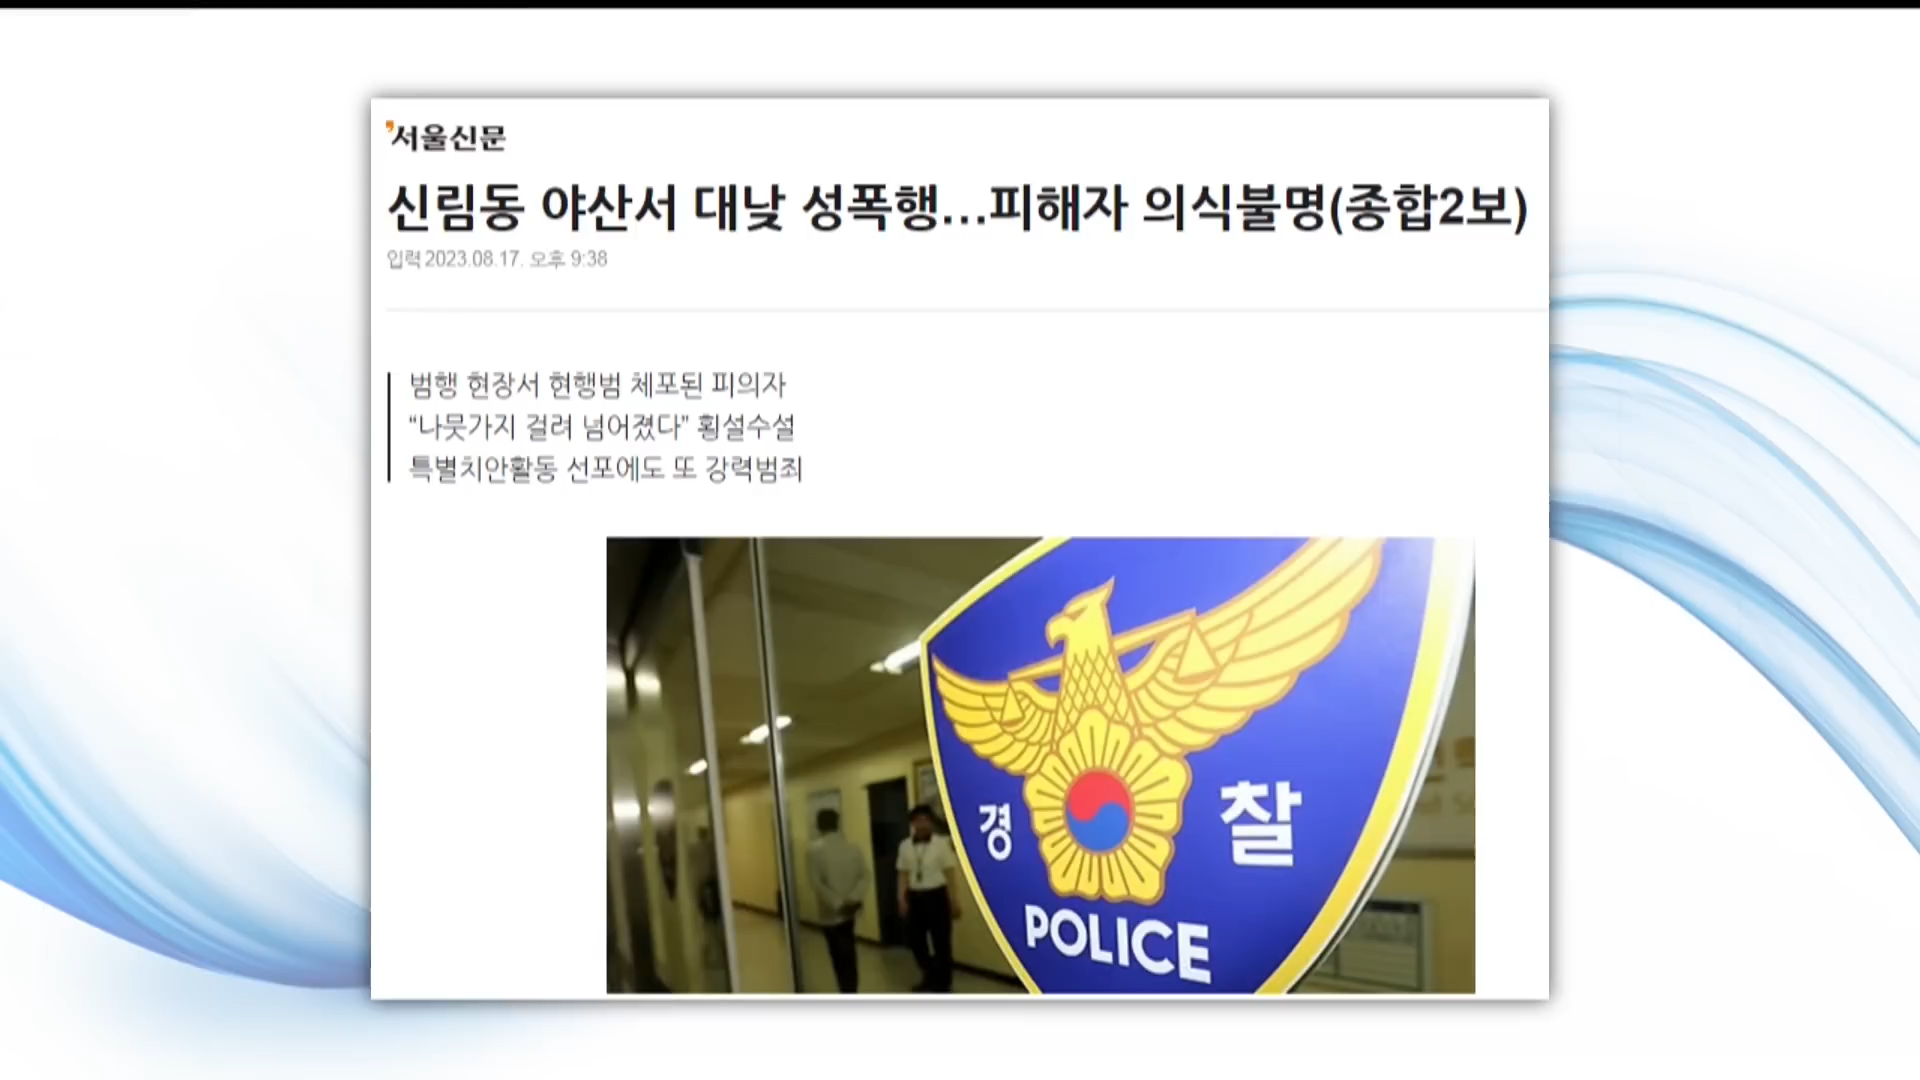 서울신문
신림동 야산서 대낮 성폭행...피해자 의식불명(종합2보)
입력 2023.08.17. 오후 9:38
범행 현장서 현행범 체포된 피의자
“나뭇가지 걸려 넘어졌다” 횡설수설
특별치안활동 선포에도 또 강력범죄
경 찰
POLICE